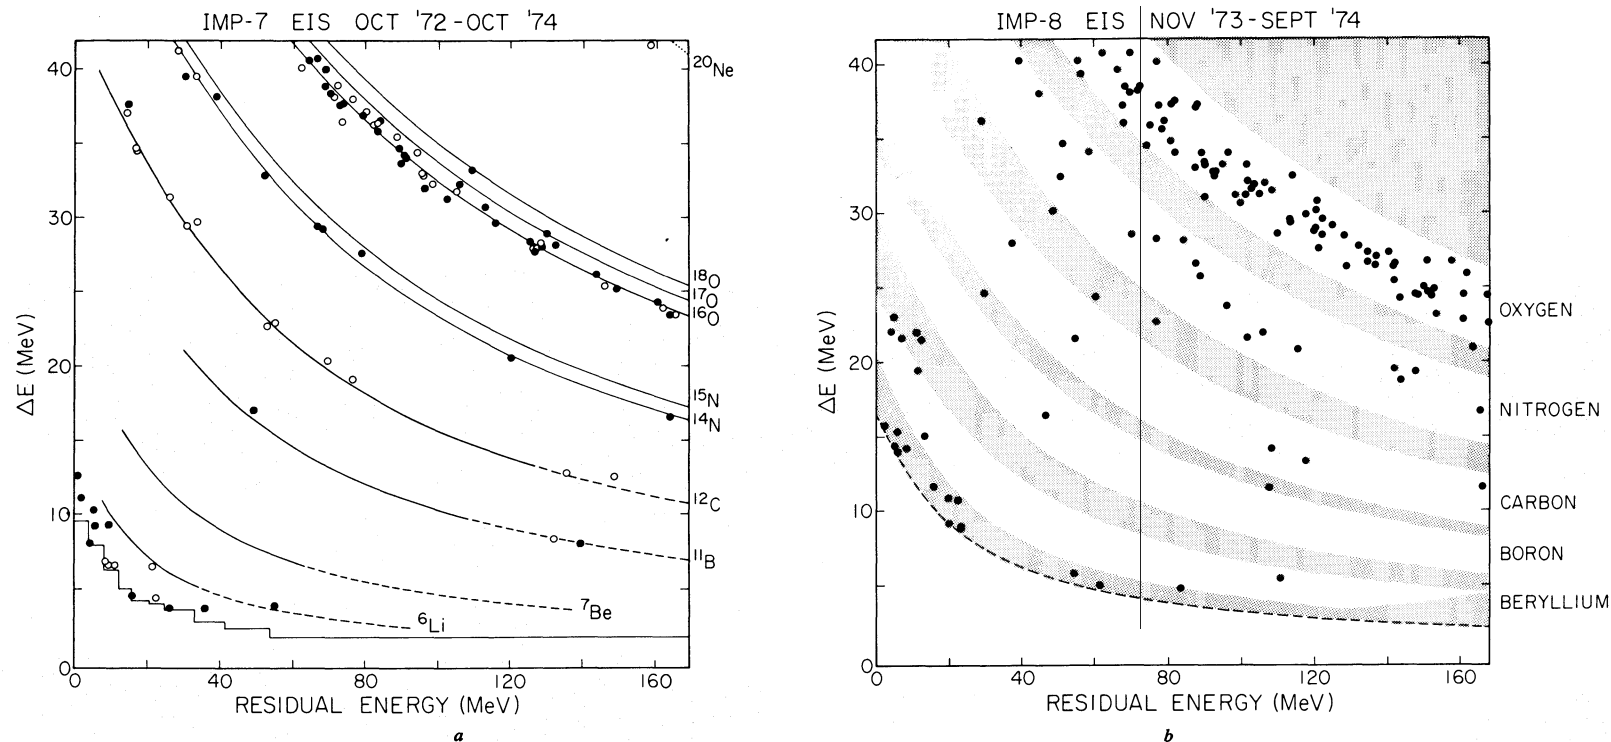 IMP-7 EIS OCT '72-OCT '74
40
30
20
10
0
ΔE (MeV)
20Ne
18O
17O
16O
15N
14N
12C
11B
7Be
6Li
0 40 80 120 160
RESIDUAL ENERGY (MeV)
a
IMP-8 EIS NOV '73-SEPT '74
40
30
20
10
0
ΔE (MeV)
OXYGEN
NITROGEN
CARBON
BORON
BERYLLIUM
0 40 80 120 160
RESIDUAL ENERGY (MeV)
b